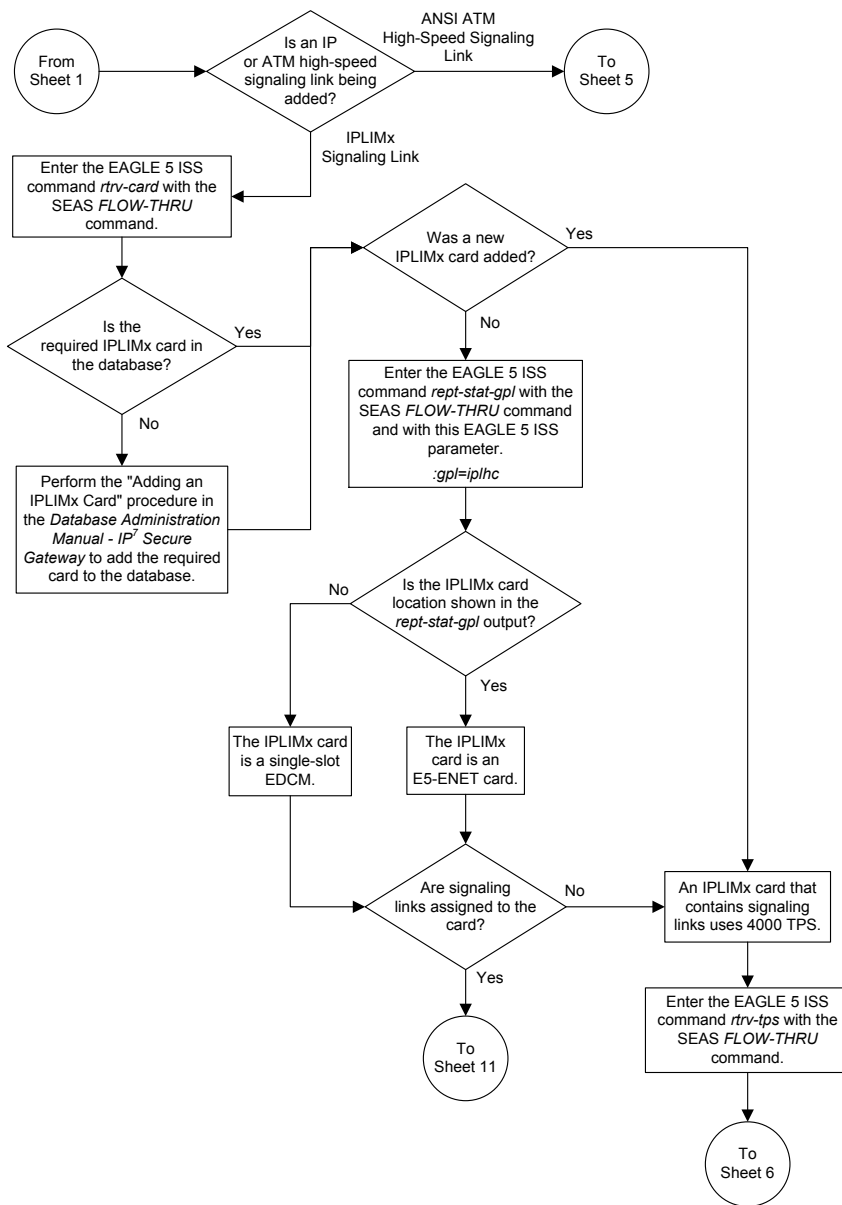 From
Sheet 1
Is an IP
or ATM high-speed
signaling link being
added?
ANSI ATM
High-Speed Signaling
Link
To
Sheet 5
IPLIMx
Signaling Link
Enter the EAGLE 5 ISS
command rtrv-card with the
SEAS FLOW-THRU
command.
Is the
required IPLIMx card in
the database?
Yes
No
Perform the "Adding an
IPLIMx Card" procedure in
the Database Administration
Manual - IP7 Secure
Gateway to add the required
card to the database.
Was a new
IPLIMx card added?
Yes
No
Enter the EAGLE 5 ISS
command rept-stat-gpl with the
SEAS FLOW-THRU command
and with this EAGLE 5 ISS
parameter.
:gpl=iplhc
Is the IPLIMx card
location shown in the
rept-stat-gpl output?
No
Yes
The IPLIMx card
is a single-slot
EDCM.
The IPLIMx
card is an
E5-ENET card.
Are signaling
links assigned to the
card?
No
Yes
To
Sheet 11
An IPLIMx card that
contains signaling
links uses 4000 TPS.
Enter the EAGLE 5 ISS
command rtrv-tps with the
SEAS FLOW-THRU
command.
To
Sheet 6